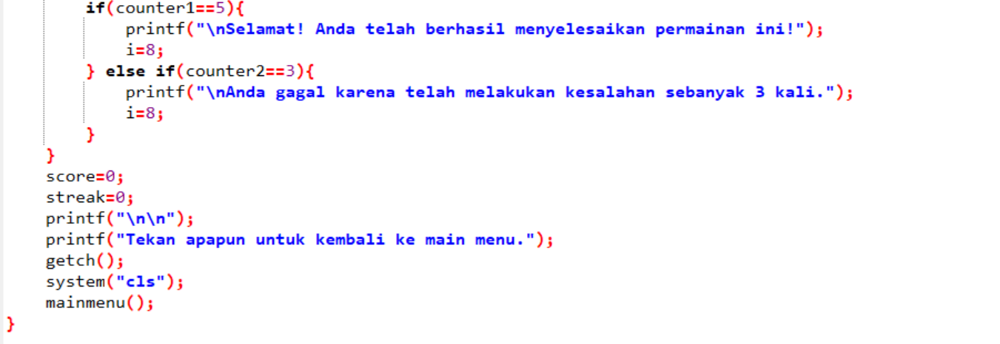 if(counter1==5){
printf("\nSelamat! Anda telah berhasil menyelesaikan permainan ini!");
i=8;
} else if(counter2==3){
printf("\nAnda gagal karena telah melakukan kesalahan sebanyak 3 kali.");
i=8;
}
}
score=0;
streak=0;
printf("\n\n");
printf("Tekan apapun untuk kembali ke main menu.");
getch();
system("cls");
mainmenu();
}